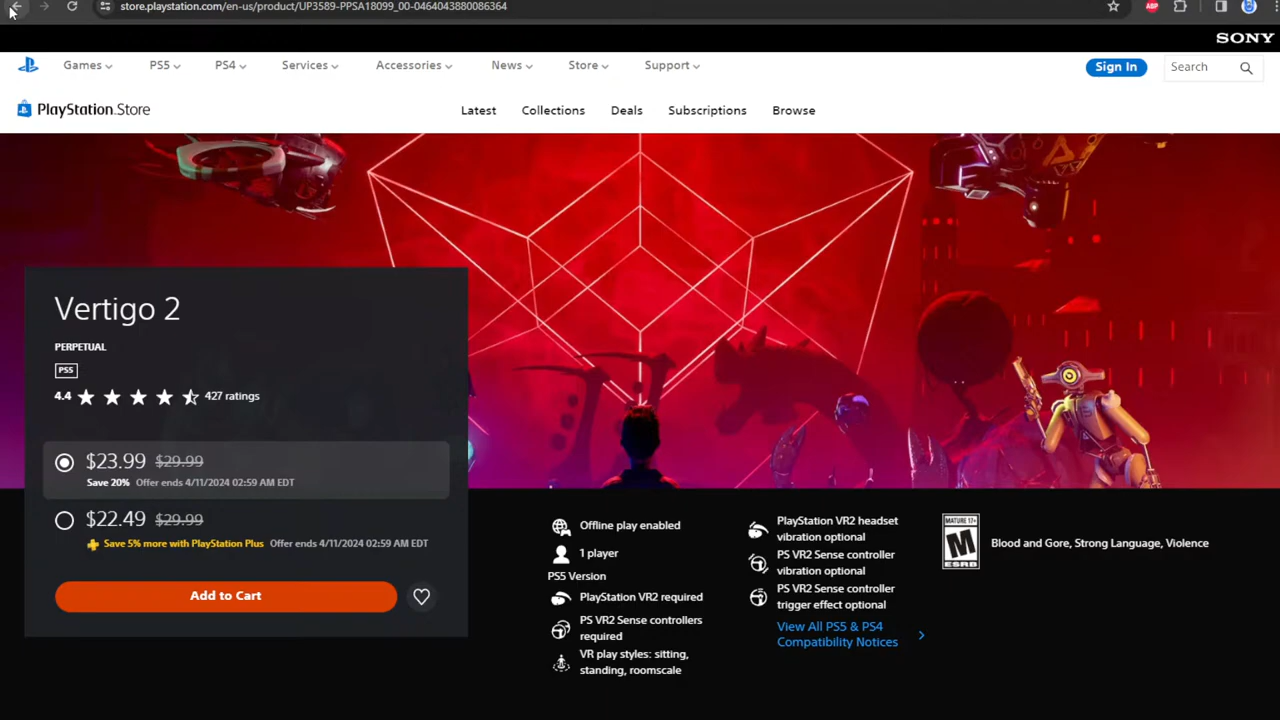 store.playstation.com/en-us/product/UP3589-PPSA18099_00-0464043880086364
ABP
SONY
Games PS5 PS4 Services Accessories News Store Support Sign In Search
PlayStation.Store Latest Collections Deals Subscriptions Browse
Vertigo 2
PERPETUAL
PS5
4.4 427 ratings
$23.99 $29.99
Save 20% Offer ends 4/11/2024 02:59 AM EDT
$22.49 $29.99
Save 5% more with PlayStation Plus Offer ends 4/11/2024 02:59 AM EDT
Add to Cart
Offline play enabled
1 player
PS5 Version
PlayStation VR2 required
PS VR2 Sense controllers
required
VR play styles: sitting,
standing, roomscale
PlayStation VR2 headset
vibration optional
PS VR2 Sense controller
vibration optional
PS VR2 Sense controller
trigger effect optional
View All PS5 & PS4
Compatibility Notices
MATURE 17+
M
ESRB
Blood and Gore, Strong Language, Violence